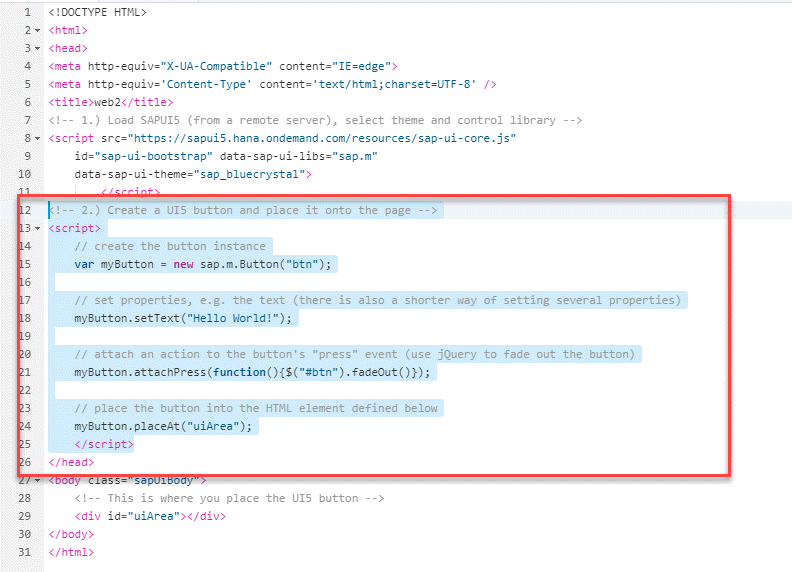 1 <!DOCTYPE HTML>
2 <html>
3 <head>
4 <meta http-equiv="X-UA-Compatible" content="IE=edge">
5 <meta http-equiv='Content-Type' content='text/html;charset=UTF-8' />
6 <title>web2</title>
7 <!-- 1.) Load SAPUI5 (from a remote server), select theme and control library -->
8 <script src="https://sapui5.hana.ondemand.com/resources/sap-ui-core.js"
9 id="sap-ui-bootstrap" data-sap-ui-libs="sap.m"
10 data-sap-ui-theme="sap_bluecrystal">
11 </script>
12 <!-- 2.) Create a UI5 button and place it onto the page -->
13 <script>
14 // create the button instance
15 var myButton = new sap.m.Button("btn");
16
17 // set properties, e.g. the text (there is also a shorter way of setting several properties)
18 myButton.setText("Hello World!");
19
20 // attach an action to the button's "press" event (use jQuery to fade out the button)
21 myButton.attachPress(function(){$("#btn").fadeOut()});
22
23 // place the button into the HTML element defined below
24 myButton.placeAt("uiArea");
25 </script>
26 </head>
27 <body class="sapUiBody">
28 <!-- This is where you place the UI5 button -->
29 <div id="uiArea"></div>
30 </body>
31 </html>